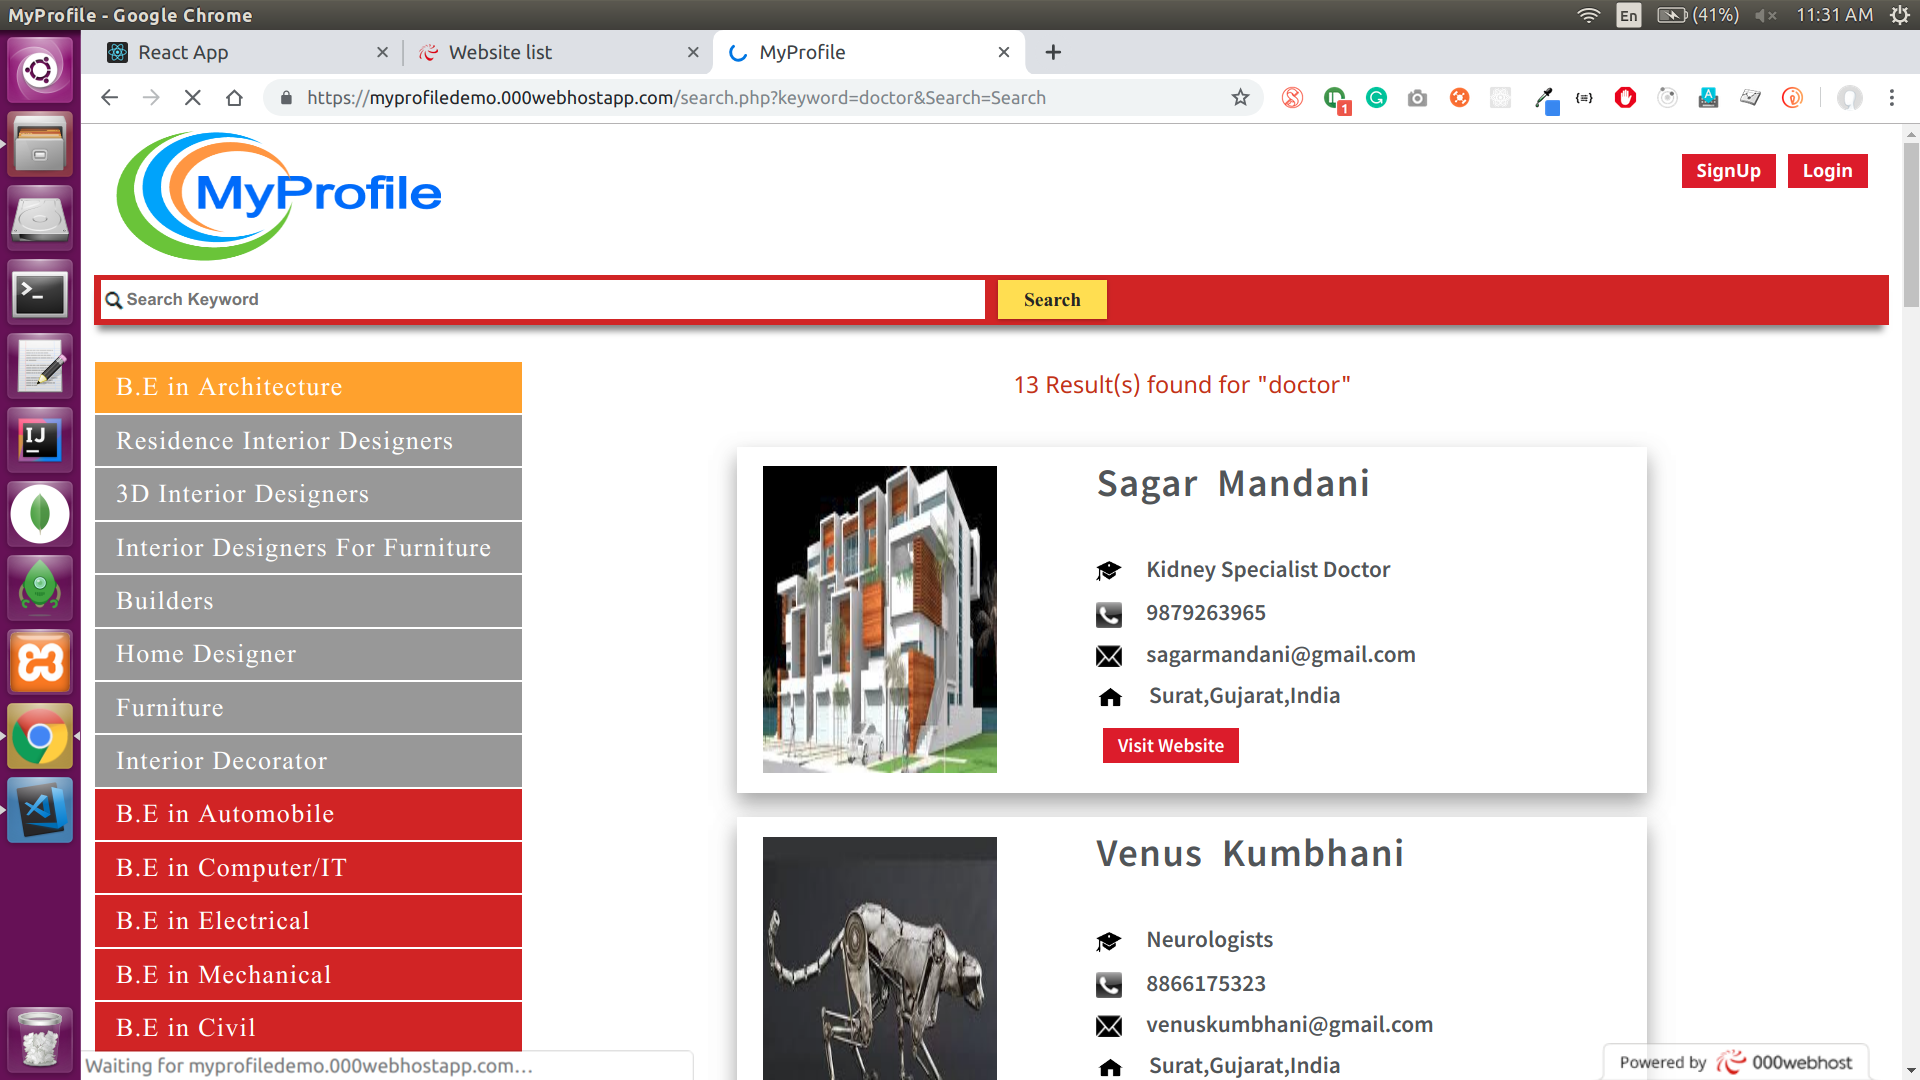 MyProfile - Google Chrome
En
(41%)
11:31 AM
React App
Website list
MyProfile
https://myprofiledemo.000webhostapp.com/search.php?keyword=doctor&Search=Search
1
MyProfile
SignUp
Login
Search Keyword
Search
B.E in Architecture
Residence Interior Designers
3D Interior Designers
Interior Designers For Furniture
Builders
Home Designer
Furniture
Interior Decorator
B.E in Automobile
B.E in Computer/IT
B.E in Electrical
B.E in Mechanical
B.E in Civil
13 Result(s) found for "doctor"
Sagar Mandani
Kidney Specialist Doctor
9879263965
sagarmandani@gmail.com
Surat,Gujarat,India
Visit Website
Venus Kumbhani
Neurologists
8866175323
venuskumbhani@gmail.com
Surat,Gujarat,India
Waiting for myprofiledemo.000webhostapp.com...
Powered by 000webhost
IJ